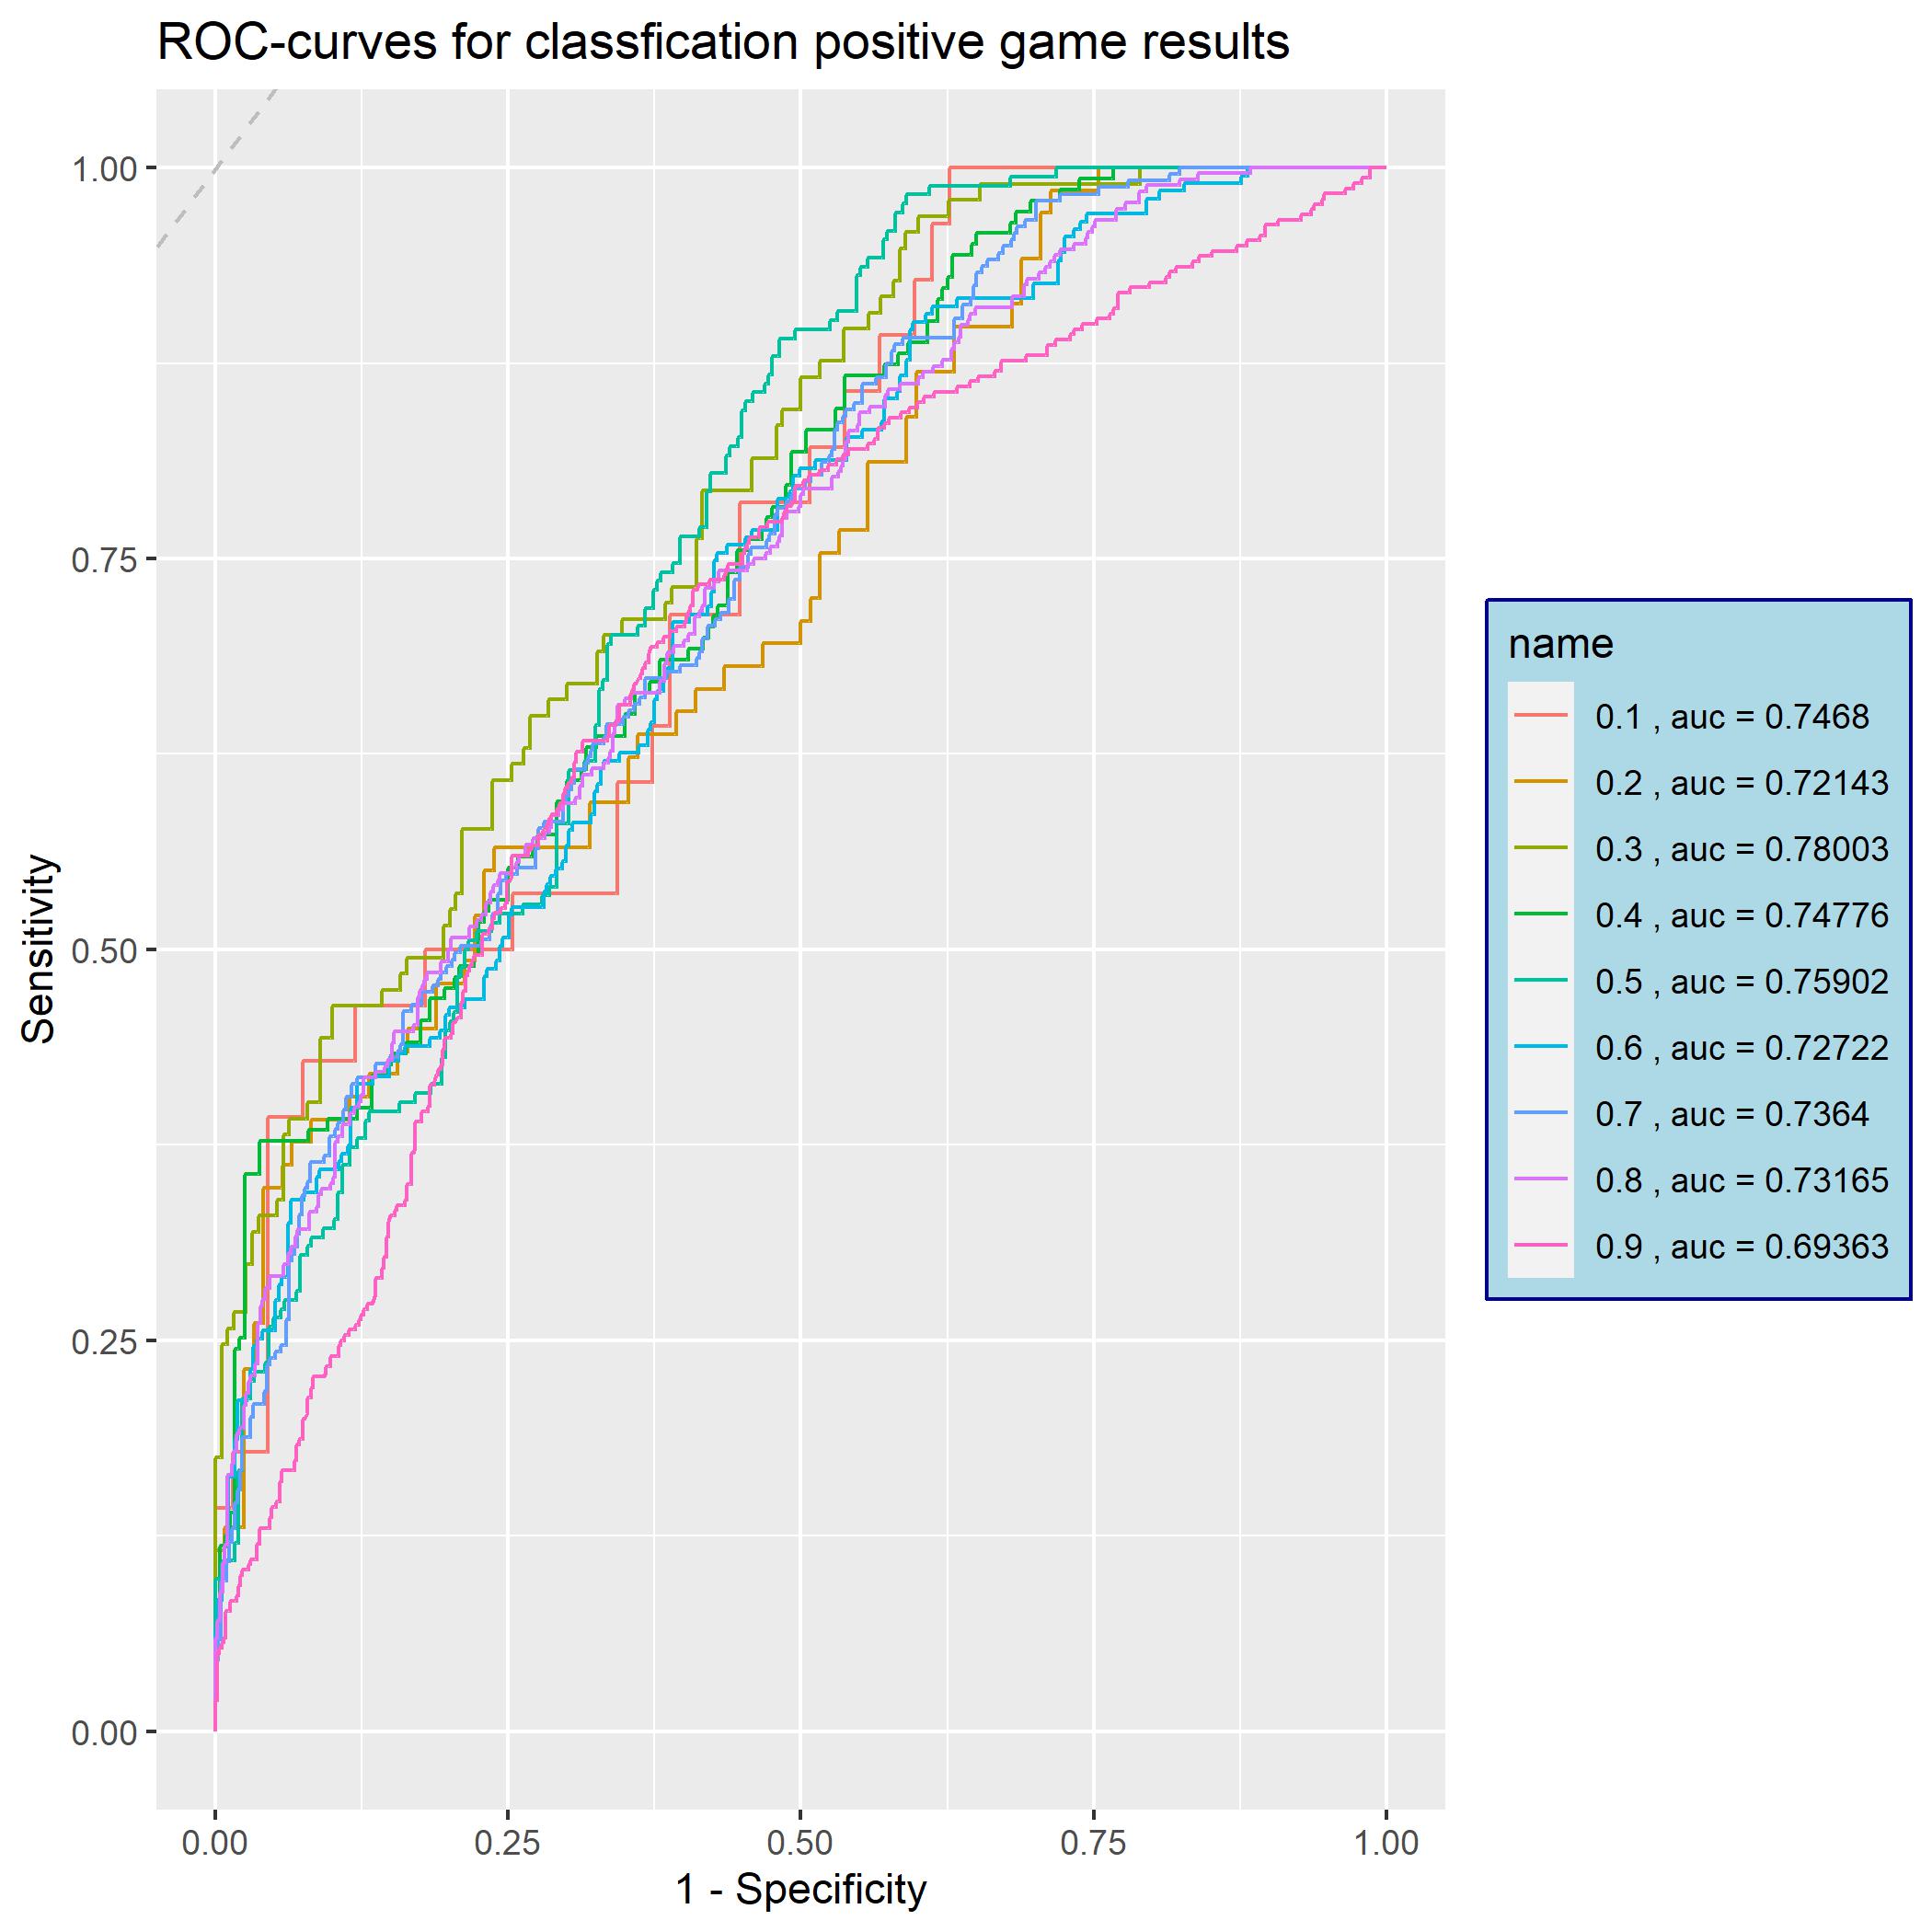 ROC-curves for classfication positive game results
1.00
0.75
0.50
0.25
0.00
Sensitivity
0.00 0.25 0.50 0.75 1.00
1 - Specificity
name
0.1 , auc = 0.7468
0.2 , auc = 0.72143
0.3 , auc = 0.78003
0.4 , auc = 0.74776
0.5 , auc = 0.75902
0.6 , auc = 0.72722
0.7 , auc = 0.7364
0.8 , auc = 0.73165
0.9 , auc = 0.69363